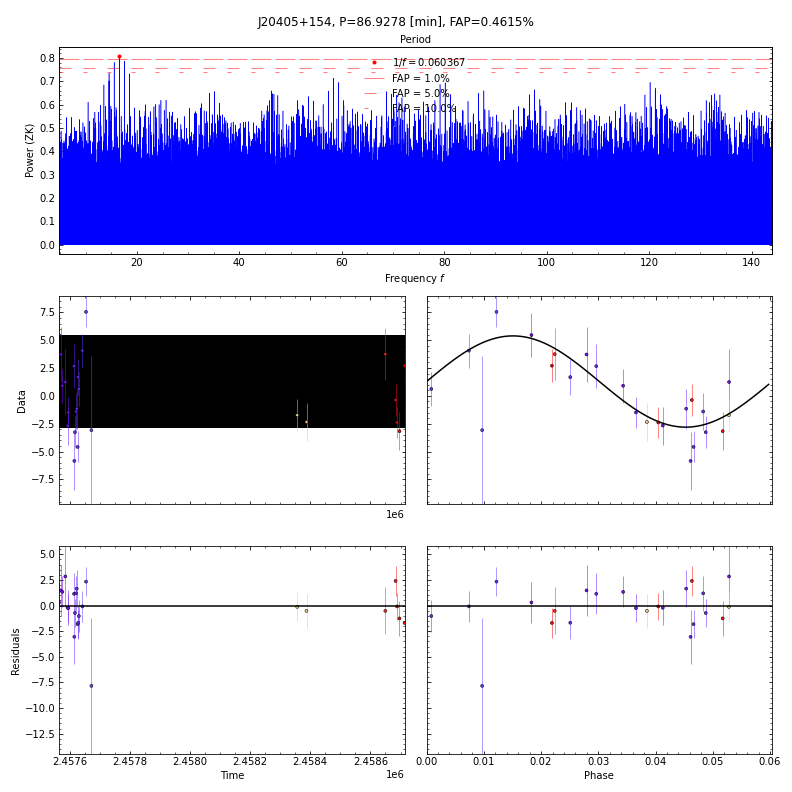 J20405+154, P=86.9278 [min], FAP=0.4615%
Period
0.8
0.7
0.6
0.5
0.4
0.3
0.2
0.1
0.0
Power (ZK)
1/f = 0.060367
FAP = 1.0%
FAP = 5.0%
FAP = 10.0%
20 40 60 80 100 120 140
Frequency f
7.5
5.0
2.5
0.0
−2.5
−5.0
−7.5
Data
1e6
5.0
2.5
0.0
−2.5
−5.0
−7.5
−10.0
−12.5
Residuals
2.4576 2.4578 2.4580 2.4582 2.4584 2.4586
1e6
Time
0.00 0.01 0.02 0.03 0.04 0.05 0.06
Phase